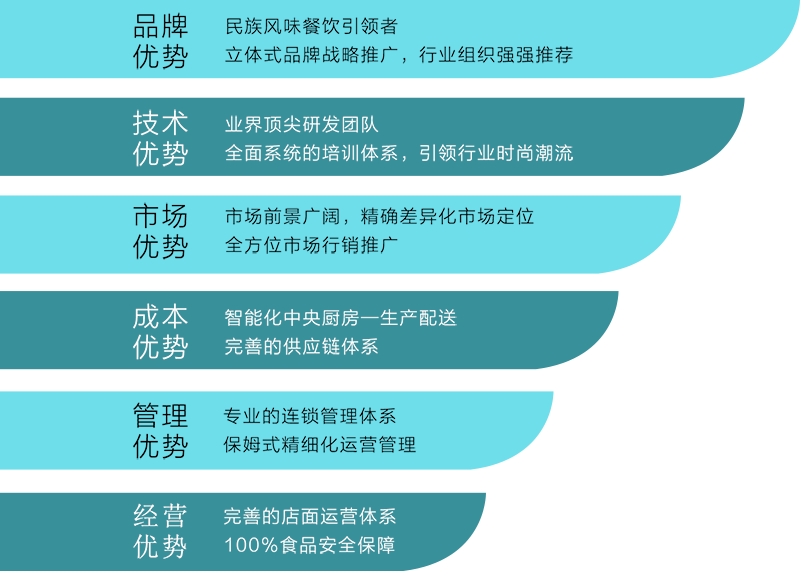 品牌
优势
民族风味餐饮引领者
立体式品牌战略推广，行业组织强强推荐
技术
优势
业界顶尖研发团队
全面系统的培训体系，引领行业时尚潮流
市场
优势
市场前景广阔，精确差异化市场定位
全方位市场行销推广
成本
优势
智能化中央厨房—生产配送
完善的供应链体系
管理
优势
专业的连锁管理体系
保姆式精细化运营管理
经营
优势
完善的店面运营体系
100%食品安全保障